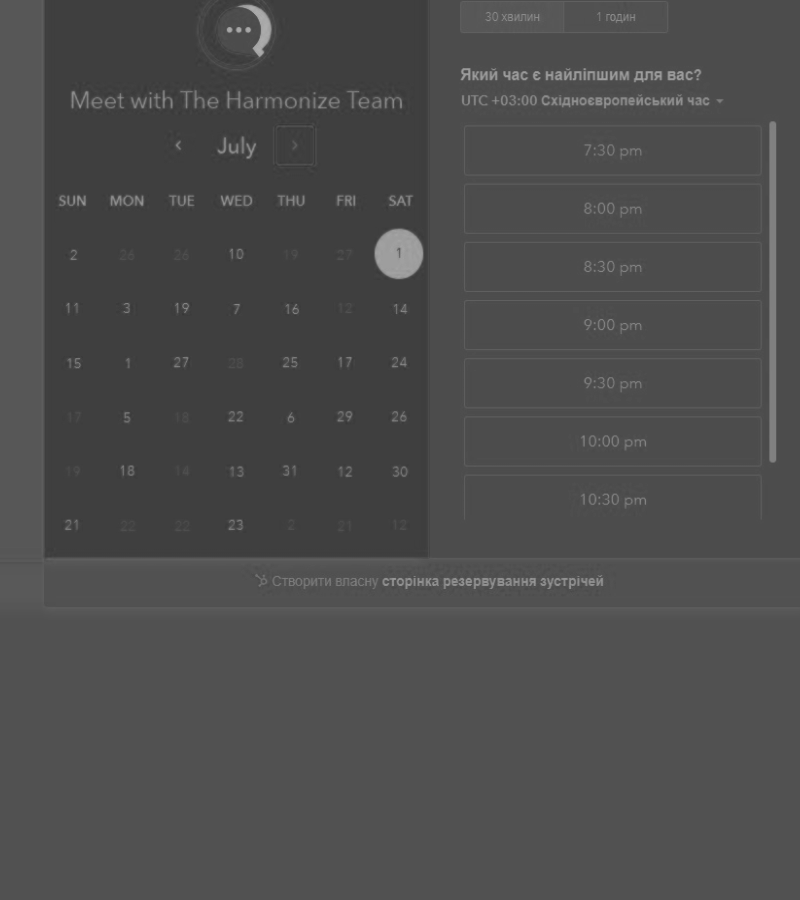 30 хвилин 1 годин
Який час є найліпшим для вас?
UTC +03:00 Східноєвропейський час
Meet with The Harmonize Team
July
SUN MON TUE WED THU FRI SAT
2 26 26 10 19 27 1
11 3 19 7 16 12 14
15 1 27 28 25 17 24
17 5 18 22 6 29 26
19 18 14 13 31 12 30
21 22 22 23 2 21 12
7:30 pm
8:00 pm
8:30 pm
9:00 pm
9:30 pm
10:00 pm
10:30 pm
Створити власну сторінка резервування зустрічей